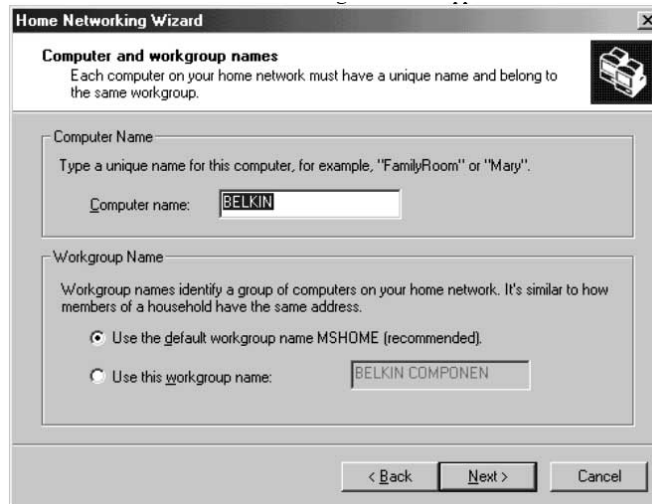 Home Networking Wizard
Computer and workgroup names
Each computer on your home network must have a unique name and belong to
the same workgroup.
Computer Name
Type a unique name for this computer, for example, "FamilyRoom" or "Mary".
Computer name:
BELKIN
Workgroup Name
Workgroup names identify a group of computers on your home network. It's similar to how
members of a household have the same address.
Use the default workgroup name MSHOME (recommended).
Use this workgroup name:
BELKIN COMPONEN
< Back
Next >
Cancel